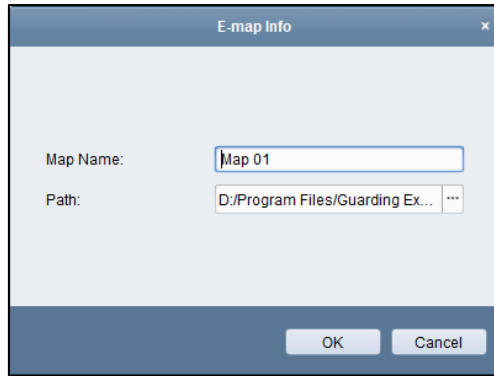 E-map Info ×
Map Name: Map 01
Path: D:/Program Files/Guarding Ex... ...
OK Cancel